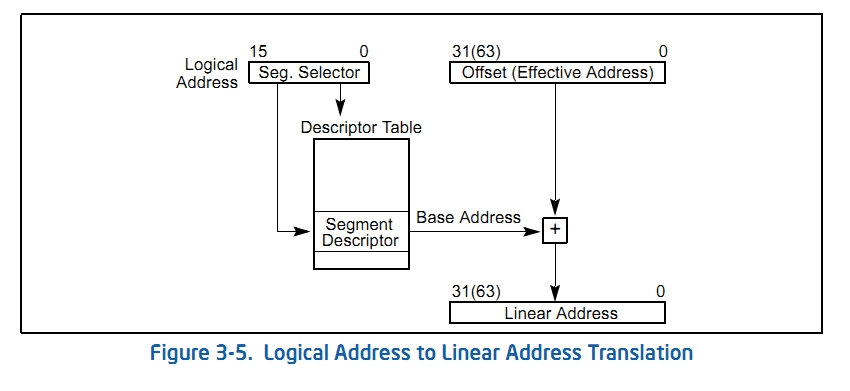 15 0
31(63) 0
Logical
Address
Seg. Selector
Offset (Effective Address)
Descriptor Table
Segment
Descriptor
Base Address
+
31(63) 0
Linear Address
Figure 3-5. Logical Address to Linear Address Translation